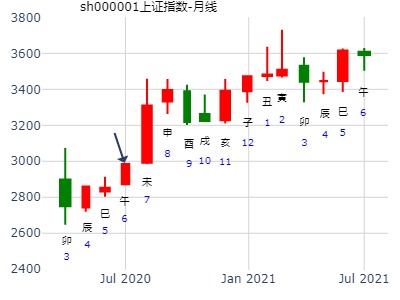 sh000001上证指数-月线
3800
3600
3400
3200
3000
2800
2600
2400
卯
3
辰
4
巳
5
午
6
未
7
申
8
酉
9
戌
10
亥
11
子
12
丑
1
寅
2
卯
3
辰
4
巳
5
午
6
Jul 2020
Jan 2021
Jul 2021